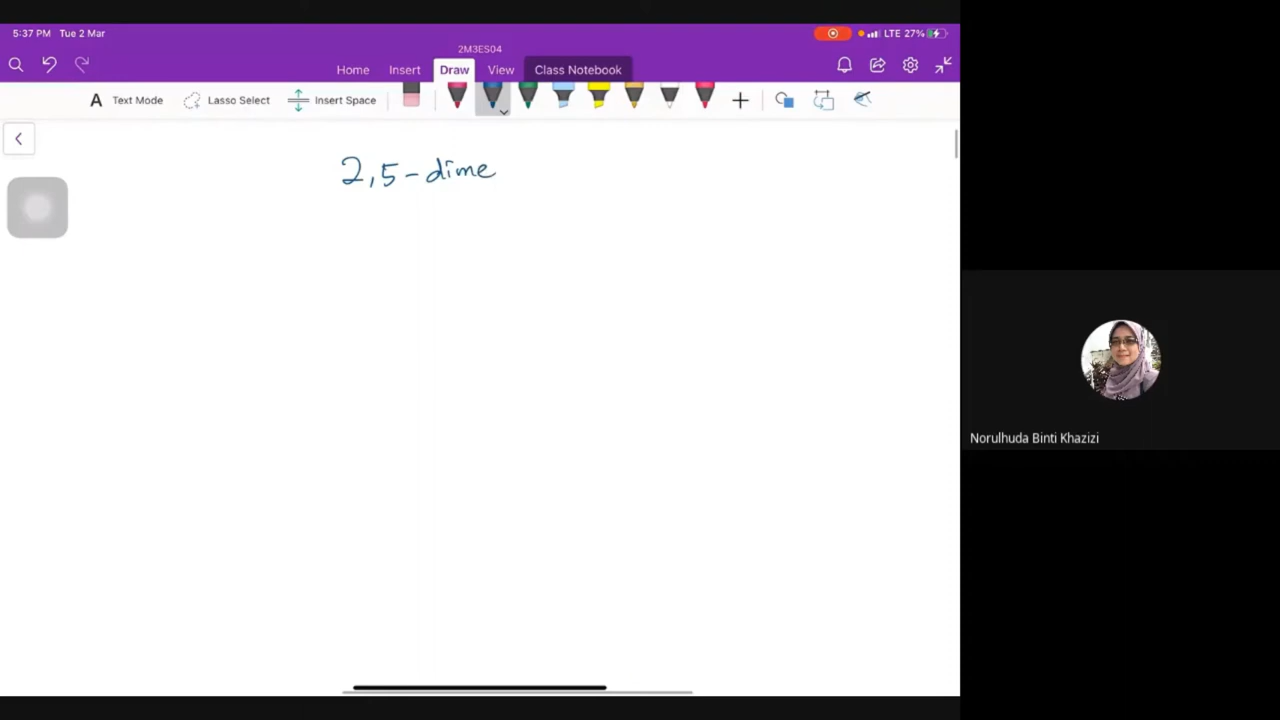 5:37 PM Tue 2 Mar
LTE 27%
2M3ES04
Home Insert Draw View Class Notebook
A Text Mode Lasso Select Insert Space
2,5-dime
Norulhuda Binti Khazizi